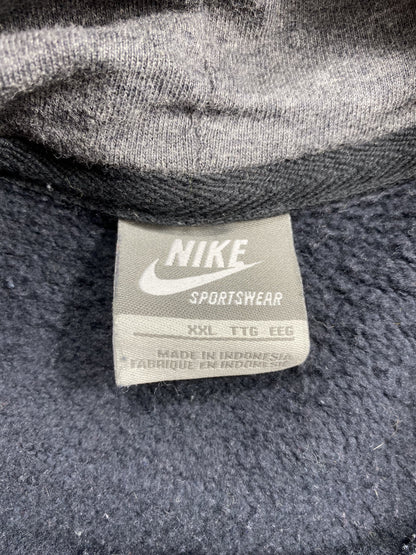 NIKE
SPORTSWEAR
XXL TTG EEG
MADE IN INDONESIA
FABRIQUE EN INDONESIE